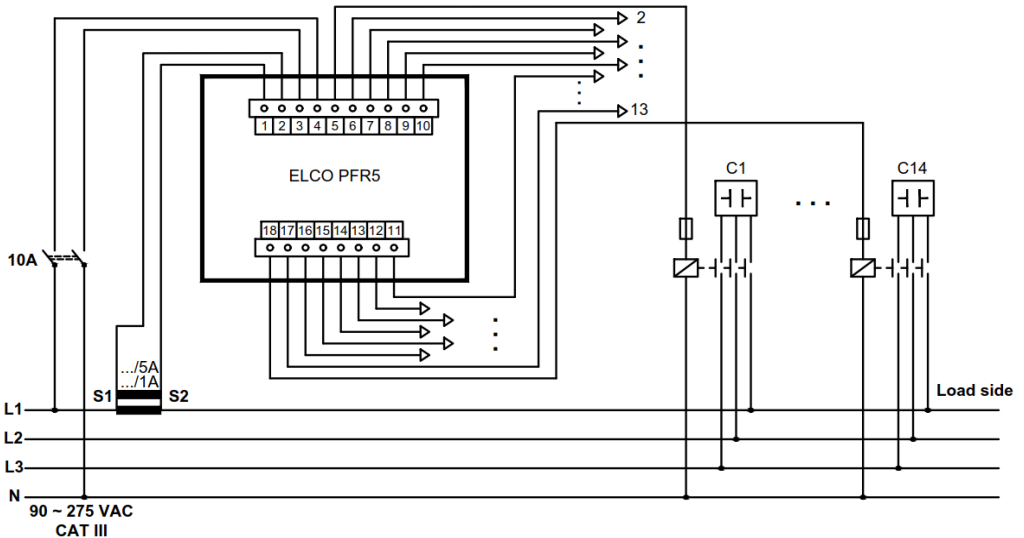 2
13
1 2 3 4 5 6 7 8 9 10
ELCO PFR5
C1
C14
. . .
18 17 16 15 14 13 12 11
10A
.../5A
.../1A
S1
S2
Load side
L1
L2
L3
N
90 ~ 275 VAC
CAT III